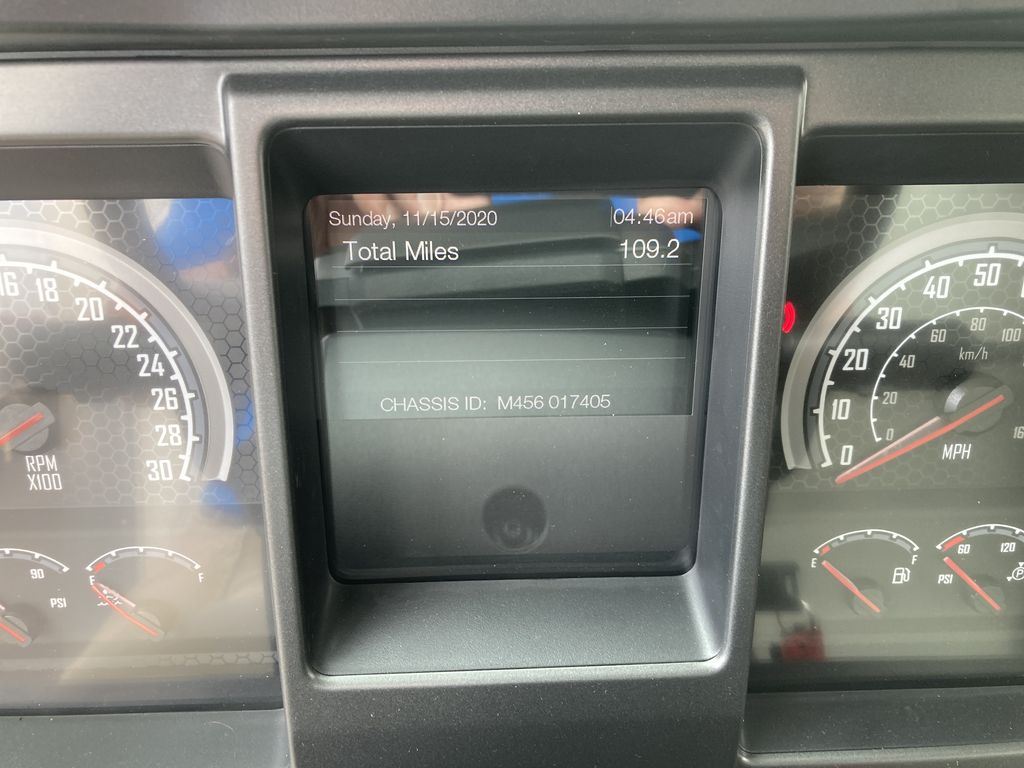 Sunday, 11/15/2020 04:46am
Total Miles 109.2
CHASSIS ID: M456 017405
16 18 20 22 24 26 28 30
RPM
X100
90
PSI
E F
0 10 20 30 40 50
0 20 40 60 80 100
km/h
MPH
E F
60 120
PSI
P